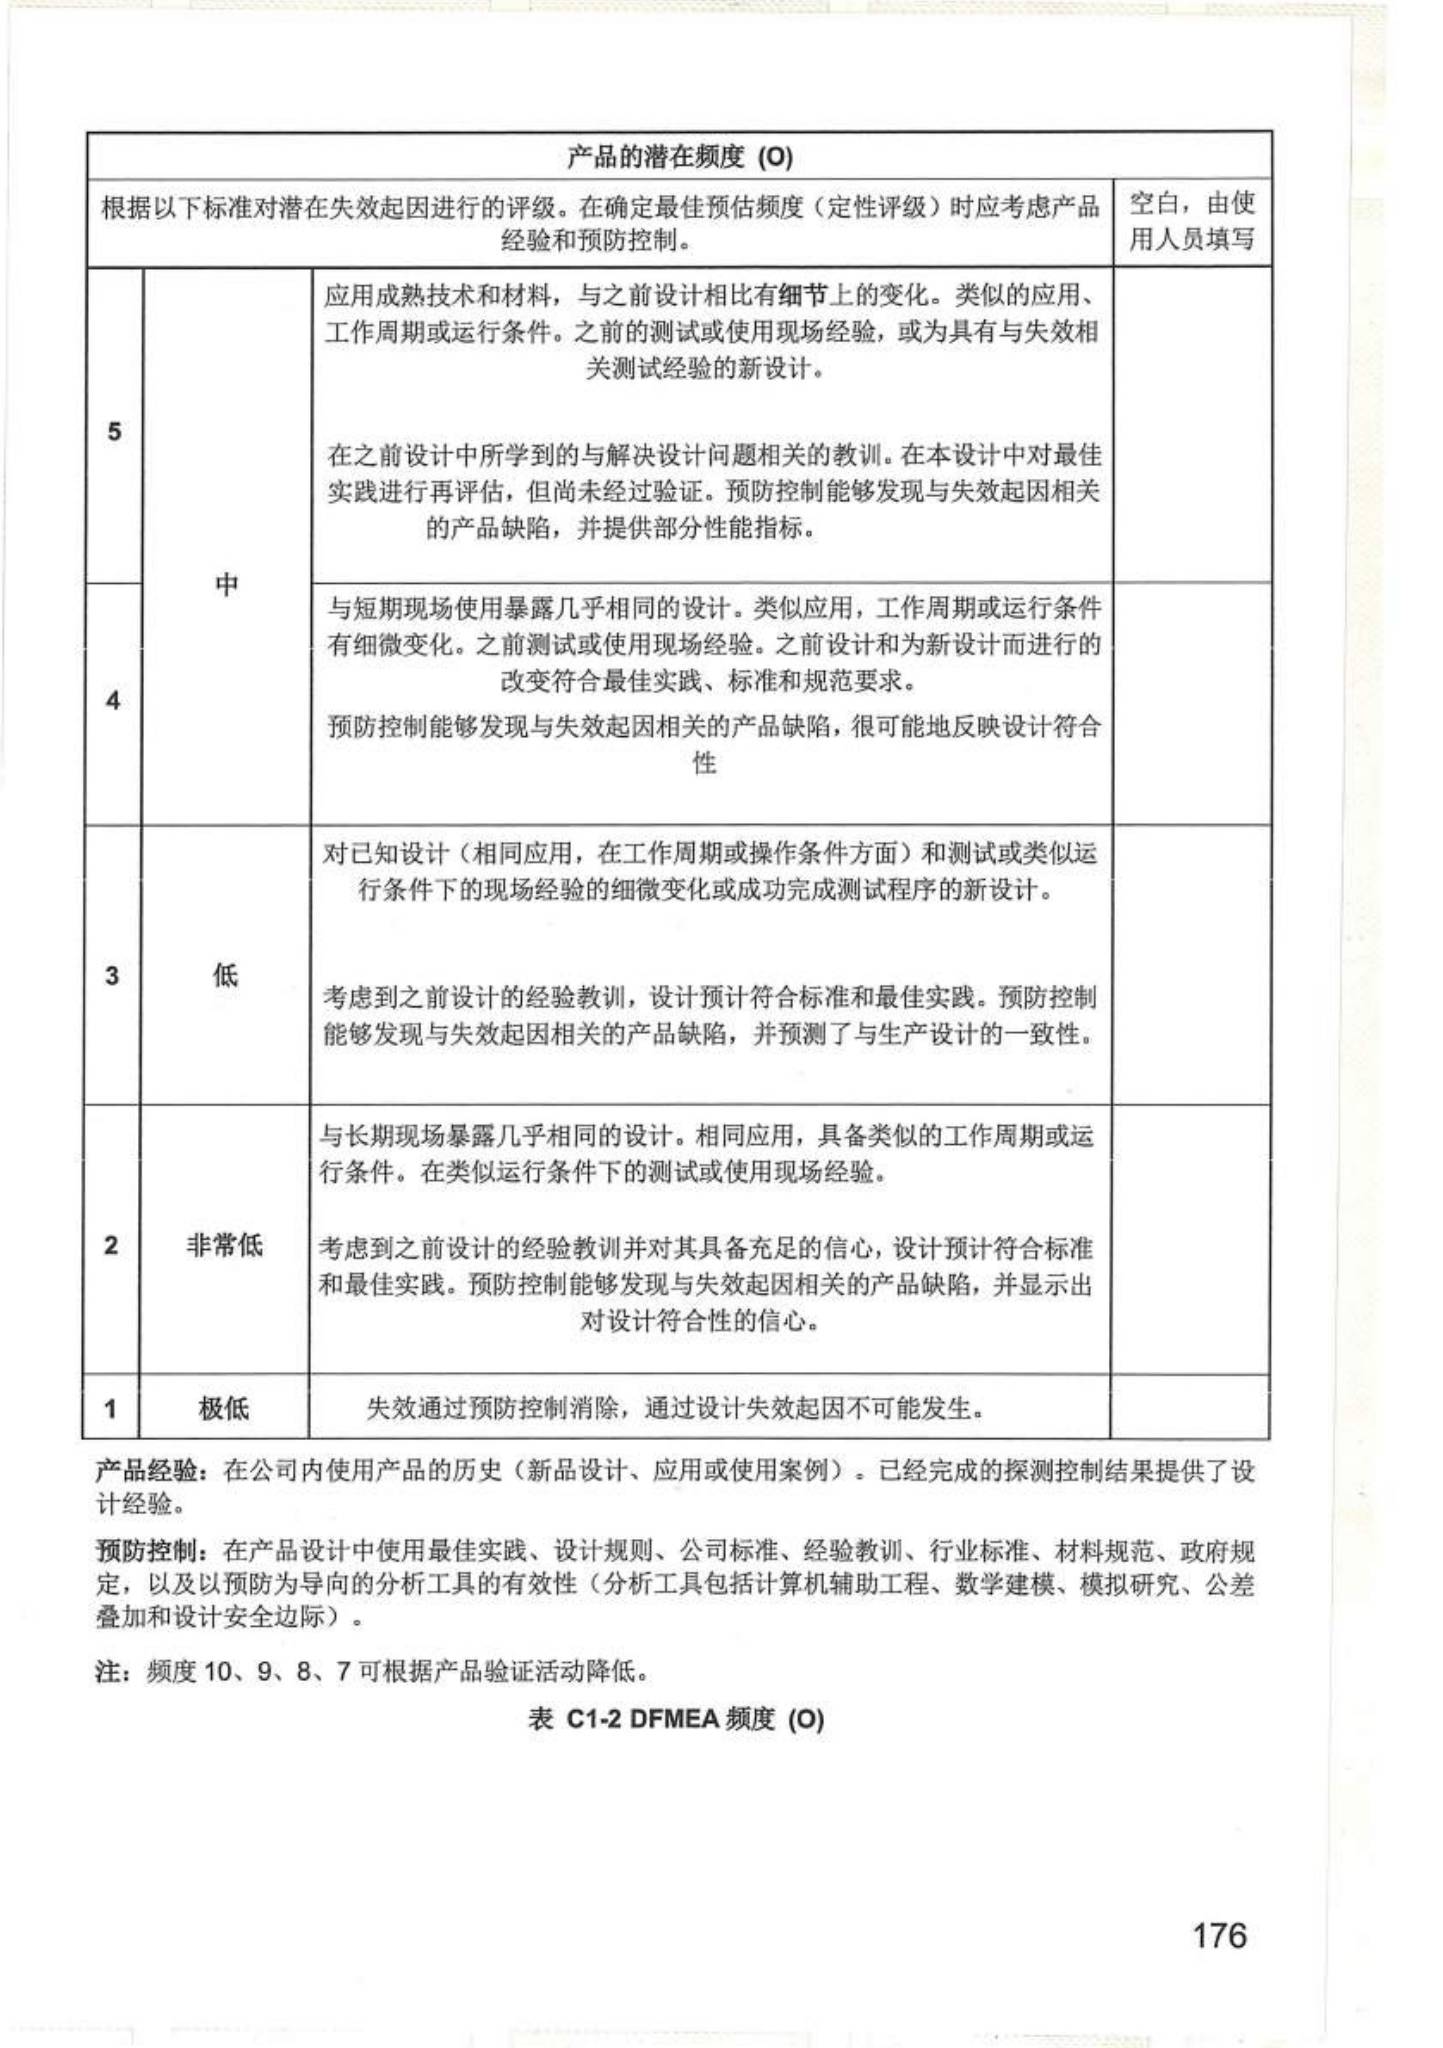 产品的潜在频度 (O)
根据以下标准对潜在失效起因进行的评级。在确定最佳预估频度（定性评级）时应考虑产品
经验和预防控制。
空白，由使
用人员填写
5
中
应用成熟技术和材料，与之前设计相比有细节上的变化。类似的应用、
工作周期或运行条件。之前的测试或使用现场经验，或为具有与失效相
关测试经验的新设计。
在之前设计中所学到的与解决设计问题相关的教训。在本设计中对最佳
实践进行再评估，但尚未经过验证。预防控制能够发现与失效起因相关
的产品缺陷，并提供部分性能指标。
4
与短期现场使用暴露几乎相同的设计。类似应用，工作周期或运行条件
有细微变化。之前测试或使用现场经验。之前设计和为新设计而进行的
改变符合最佳实践、标准和规范要求。
预防控制能够发现与失效起因相关的产品缺陷，很可能地反映设计符合
性
3
低
对已知设计（相同应用，在工作周期或操作条件方面）和测试或类似运
行条件下的现场经验的细微变化或成功完成测试程序的新设计。
考虑到之前设计的经验教训，设计预计符合标准和最佳实践。预防控制
能够发现与失效起因相关的产品缺陷，并预测了与生产设计的一致性。
2
非常低
与长期现场暴露几乎相同的设计。相同应用，具备类似的工作周期或运
行条件。在类似运行条件下的测试或使用现场经验。
考虑到之前设计的经验教训并对其具备充足的信心，设计预计符合标准
和最佳实践。预防控制能够发现与失效起因相关的产品缺陷，并显示出
对设计符合性的信心。
1
极低
失效通过预防控制消除，通过设计失效起因不可能发生。
产品经验：在公司内使用产品的历史（新品设计、应用或使用案例）。已经完成的探测控制结果提供了设
计经验。
预防控制：在产品设计中使用最佳实践、设计规则、公司标准、经验教训、行业标准、材料规范、政府规
定，以及以预防为导向的分析工具的有效性（分析工具包括计算机辅助工程、数学建模、模拟研究、公差
叠加和设计安全边际）。
注：频度 10、9、8、7 可根据产品验证活动降低。
表 C1-2 DFMEA 频度 (O)
176